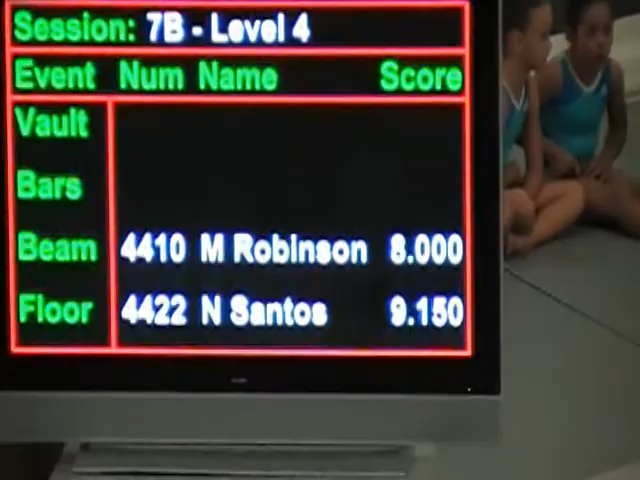 Session: 7B - Level 4
Event Num Name Score
Vault
Bars
Beam 4410 M Robinson 8.000
Floor 4422 N Santos 9.150